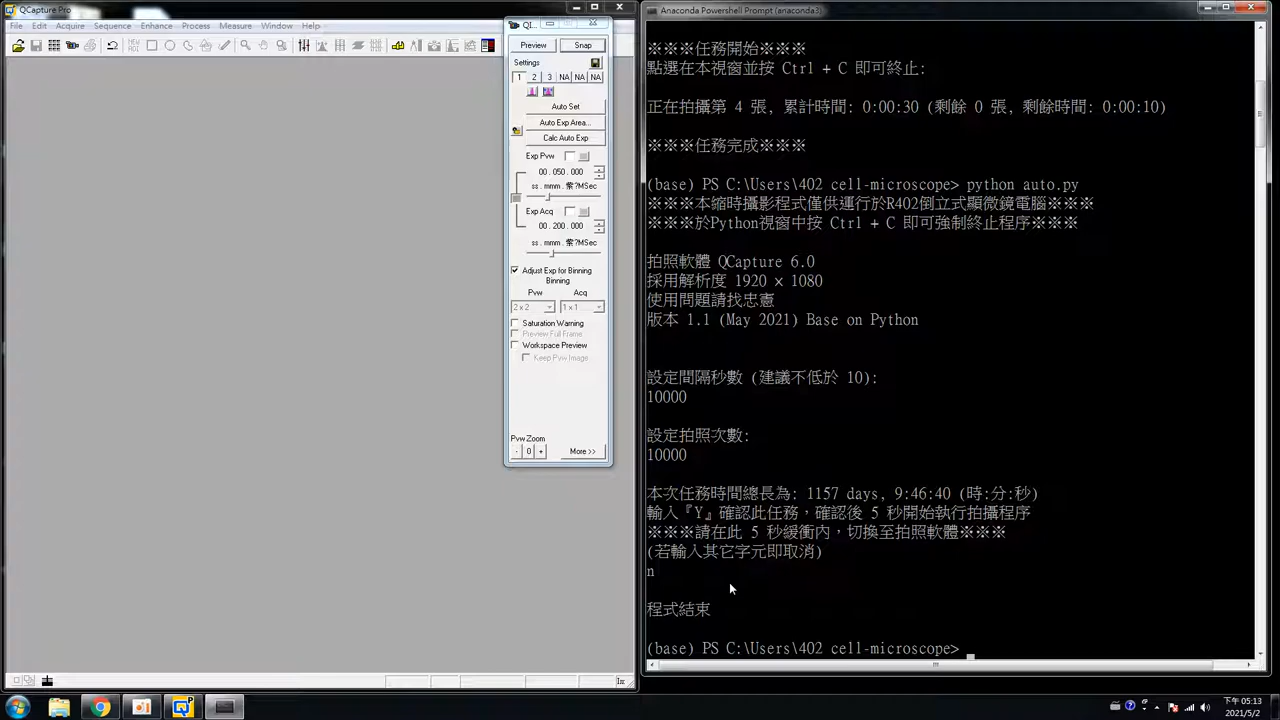 QCapture Pro
File Edit Acquire Sequence Enhance Process Measure Window Help
QI...
Preview Snap
Settings
1 2 3 NA NA NA
Auto Set
Auto Exp Area...
Calc Auto Exp
Exp Pvw
00 . 050 . 000
ss . mmm . 紫?MSec
Exp Acq
00 . 200 . 000
ss . mmm . 紫?MSec
Adjust Exp for Binning
Binning
Pvw Acq
2 x 2 1 x 1
Saturation Warning
Preview Full Frame
Workspace Preview
Keep Pvw Image
Pvw Zoom
- 0 + More >>
Anaconda Powershell Prompt (anaconda3)
※※※任務開始※※※
點選在本視窗並按 Ctrl + C 即可終止:
正在拍攝第 4 張, 累計時間: 0:00:30 (剩餘 0 張, 剩餘時間: 0:00:10)
※※※任務完成※※※
(base) PS C:\Users\402 cell-microscope> python auto.py
※※※本縮時攝影程式僅供運行於R402倒立式顯微鏡電腦※※※
※※※於Python視窗中按 Ctrl + C 即可強制終止程序※※※
拍照軟體 QCapture 6.0
採用解析度 1920 × 1080
使用問題請找忠憲
版本 1.1 (May 2021) Base on Python
設定間隔秒數 (建議不低於 10):
10000
設定拍照次數:
10000
本次任務時間總長為: 1157 days, 9:46:40 (時:分:秒)
輸入『Y』確認此任務，確認後 5 秒開始執行拍攝程序
※※※請在此 5 秒緩衝內，切換至拍照軟體※※※
(若輸入其它字元即取消)
n
程式結束
(base) PS C:\Users\402 cell-microscope>
下午 05:13
2021/5/2